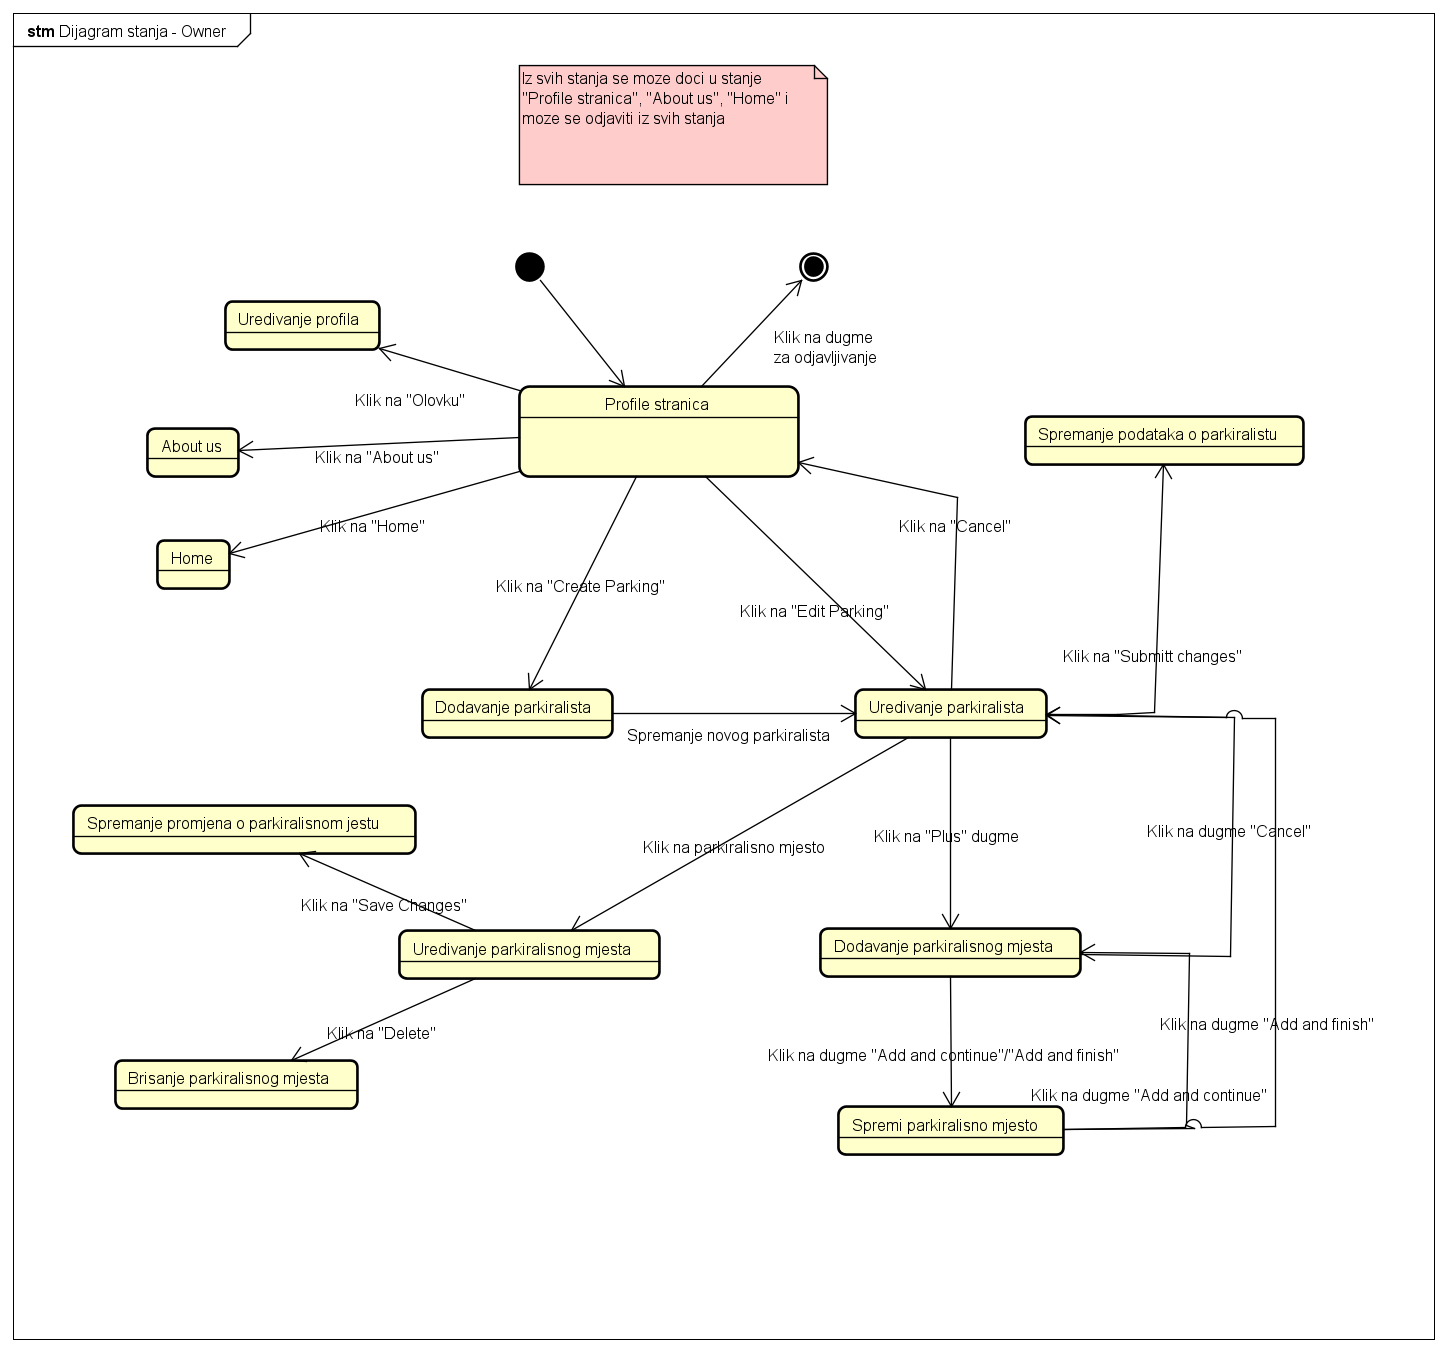 stm Dijagram stanja - Owner
Iz svih stanja se moze doci u stanje
"Profile stranica", "About us", "Home" i
moze se odjaviti iz svih stanja
Uredivanje profila
Klik na dugme
za odjavljivanje
Klik na "Olovku"
Profile stranica
Spremanje podataka o parkiralistu
About us
Klik na "About us"
Klik na "Home"
Klik na "Cancel"
Home
Klik na "Create Parking"
Klik na "Edit Parking"
Klik na "Submitt changes"
Dodavanje parkiralista
Uredivanje parkiralista
Spremanje novog parkiralista
Spremanje promjena o parkiralisnom jestu
Klik na "Plus" dugme
Klik na dugme "Cancel"
Klik na parkiralisno mjesto
Klik na "Save Changes"
Uredivanje parkiralisnog mjesta
Dodavanje parkiralisnog mjesta
Klik na "Delete"
Klik na dugme "Add and finish"
Klik na dugme "Add and continue"/"Add and finish"
Brisanje parkiralisnog mjesta
Klik na dugme "Add and continue"
Spremi parkiralisno mjesto